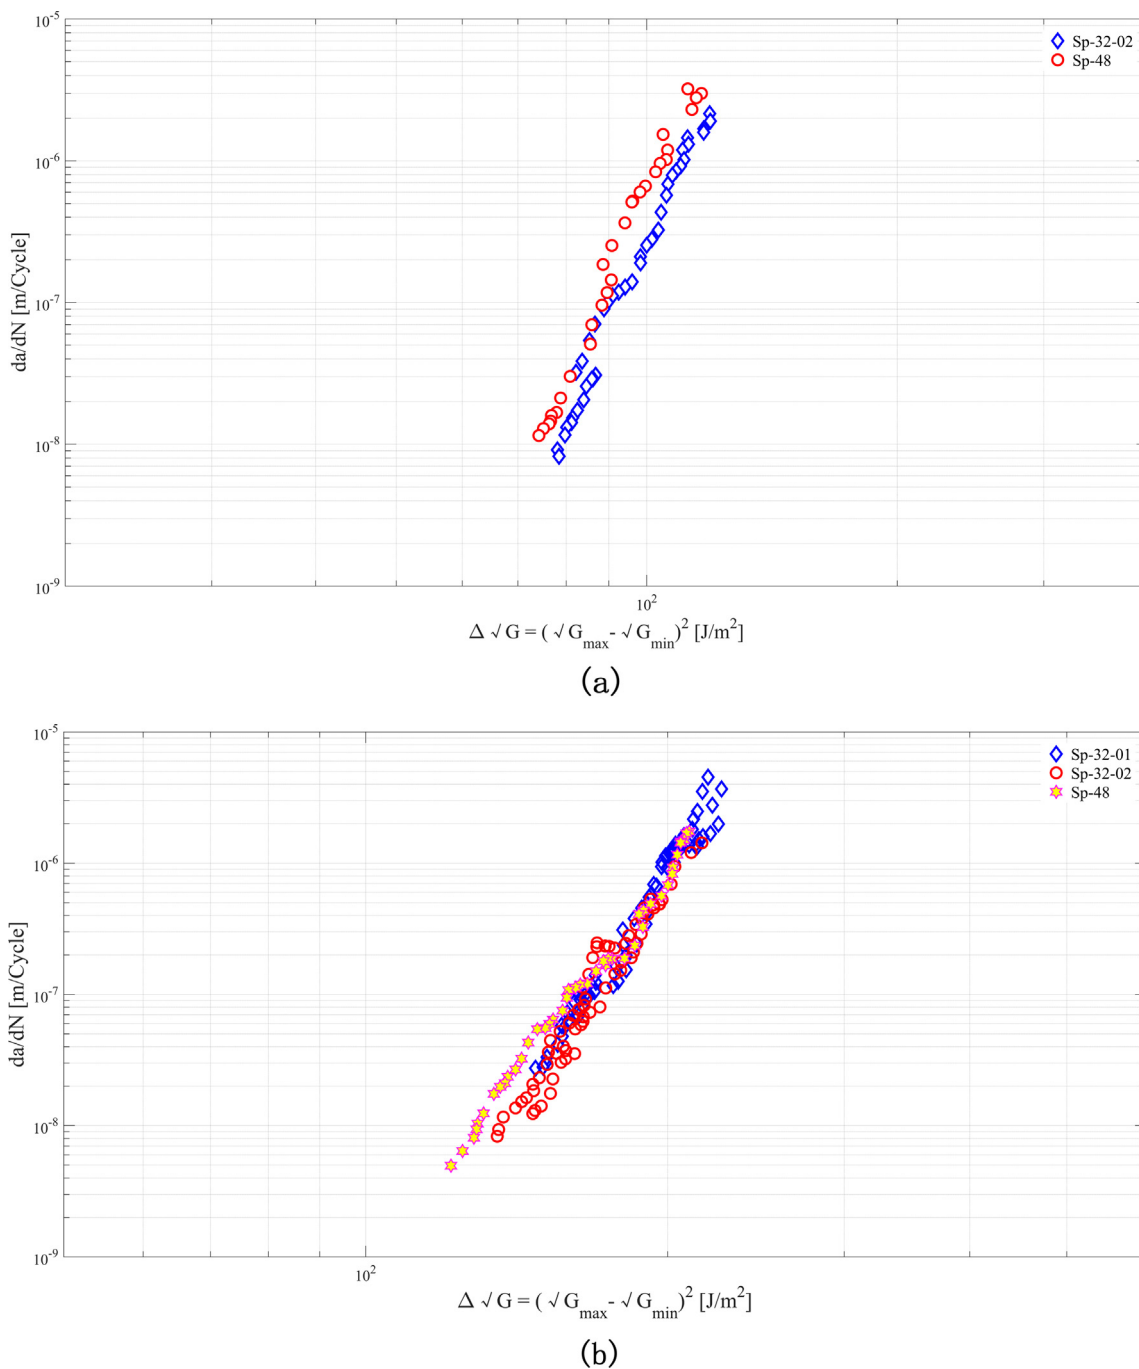 10^-5
10^-6
10^-7
10^-8
10^-9
da/dN [m/Cycle]
Sp-32-02
Sp-48
10^2
Δ √ G = ( √ G_max- √ G_min)^2 [J/m^2]
(a)
10^-5
10^-6
10^-7
10^-8
10^-9
da/dN [m/Cycle]
Sp-32-01
Sp-32-02
Sp-48
10^2
Δ √ G = ( √ G_max- √ G_min)^2 [J/m^2]
(b)